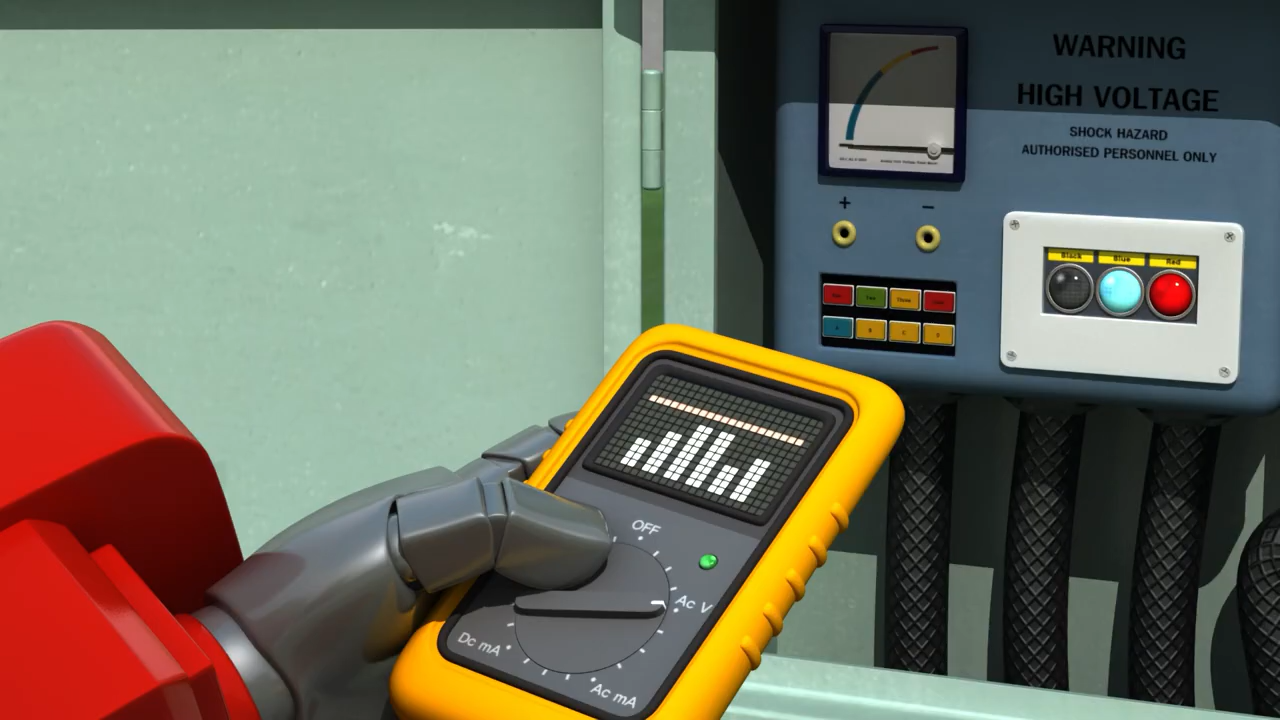 WARNING
HIGH VOLTAGE
SHOCK HAZARD
AUTHORISED PERSONNEL ONLY
+ −
Black Blue Red
A B C
OFF
Ac V
Dc mA
Ac mA